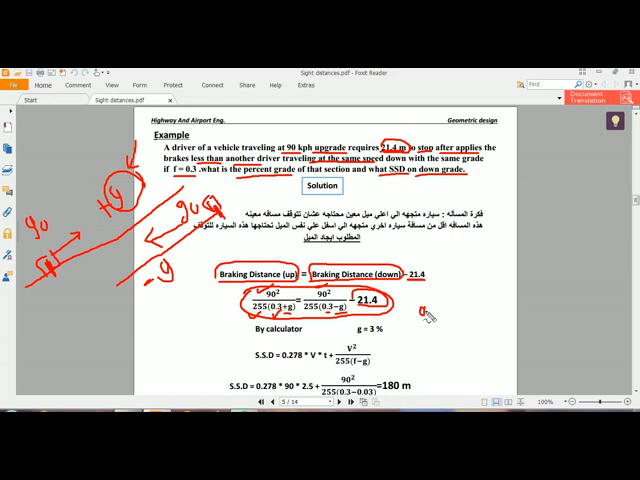 Sight distances.pdf - Foxit Reader
File Home Comment View Form Protect Share Help Extras
Find
Start Sight distances.pdf
Document Translation
Highway And Airport Eng. Geometric design
Example
A driver of a vehicle traveling at 90 kph upgrade requires 21.4 m to stop after applies the
brakes less than another driver traveling at the same speed down with the same grade
if f = 0.3 .what is the percent grade of that section and what SSD on down grade.
Solution
فكرة المسأله : سياره متجهه الي اعلي ميل معين محتاجه عشان تتوقف مسافه معينه
هذه المسافه اقل من مسافة سياره اخري متجهه الي اسفل علي نفس الميل تحتاجها هذه السياره للتوقف
المطلوب ايجاد الميل
Braking Distance (up) = Braking Distance (down) – 21.4
90² / 255(0.3+g) = 90² / 255(0.3−g) – 21.4
By calculator g = 3 %
S.S.D = 0.278 * V * t + V² / 255(f−g)
S.S.D = 0.278 * 90 * 2.5 + 90² / 255(0.3−0.03) =180 m
+g
90
90
-g
5 / 14
100%